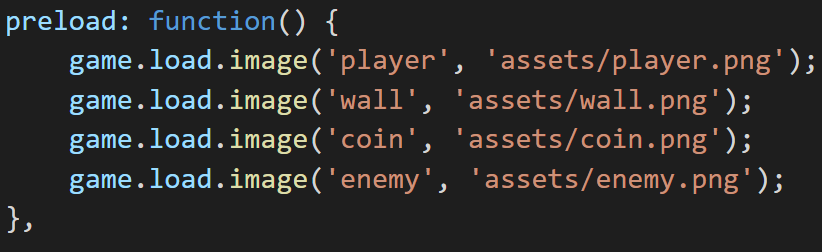 preload: function() {
    game.load.image('player', 'assets/player.png');
    game.load.image('wall', 'assets/wall.png');
    game.load.image('coin', 'assets/coin.png');
    game.load.image('enemy', 'assets/enemy.png');
},